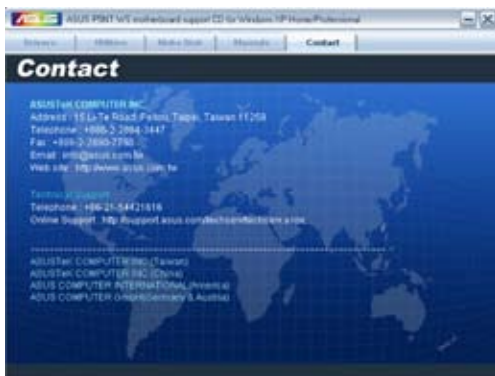 ASUS P5NT WS motherboard support CD for Windows XP Home/Professional
Drivers Utilities Make Disk Manuals Contact
Contact
ASUSTeK COMPUTER INC.
Address : 15 Li-Te Road, Peitou, Taipei, Taiwan 11259
Telephone : +886-2-2894-3447
Fax : +886-2-2890-7798
Email : info@asus.com.tw
Web site : http://www.asus.com.tw
Technical Support
Telephone : +86-21-54421616
Online Support : http://support.asus.com/techserv/techserv.aspx
ASUSTeK COMPUTER INC.(Taiwan)
ASUSTeK COMPUTER INC.(China)
ASUS COMPUTER INTERNATIONAL(America)
ASUS COMPUTER GmbH(Germany & Austria)